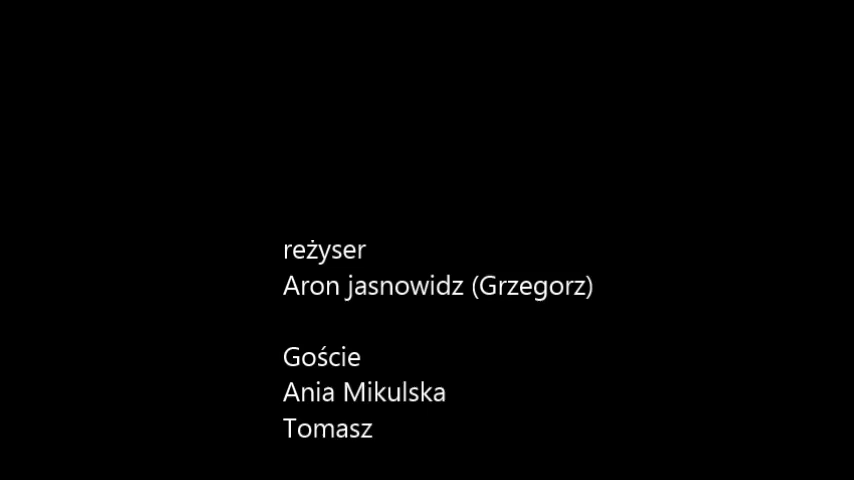 reżyser
Aron jasnowidz (Grzegorz)
Goście
Ania Mikulska
Tomasz